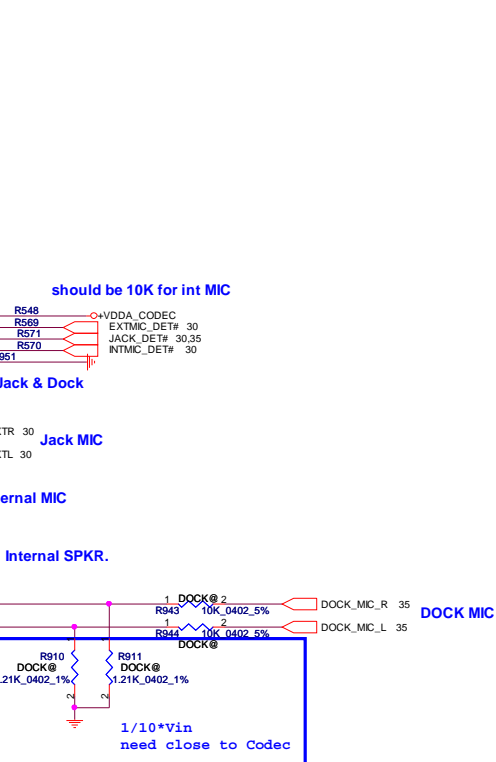 should be 10K for int MIC
R548
+VDDA_CODEC
R569
EXTMIC_DET# 30
R571
JACK_DET# 30,35
R570
INTMIC_DET# 30
951
Jack & Dock
TR 30
Jack MIC
TL 30
ernal MIC
Internal SPKR.
1 DOCK@ 2
R943 10K_0402_5%
DOCK_MIC_R 35
DOCK MIC
1 2
R944 10K_0402_5%
DOCK_MIC_L 35
DOCK@
1 1
R910 R911
DOCK@ DOCK@
.21K_0402_1% 1.21K_0402_1%
2 2
1/10*Vin
need close to Codec